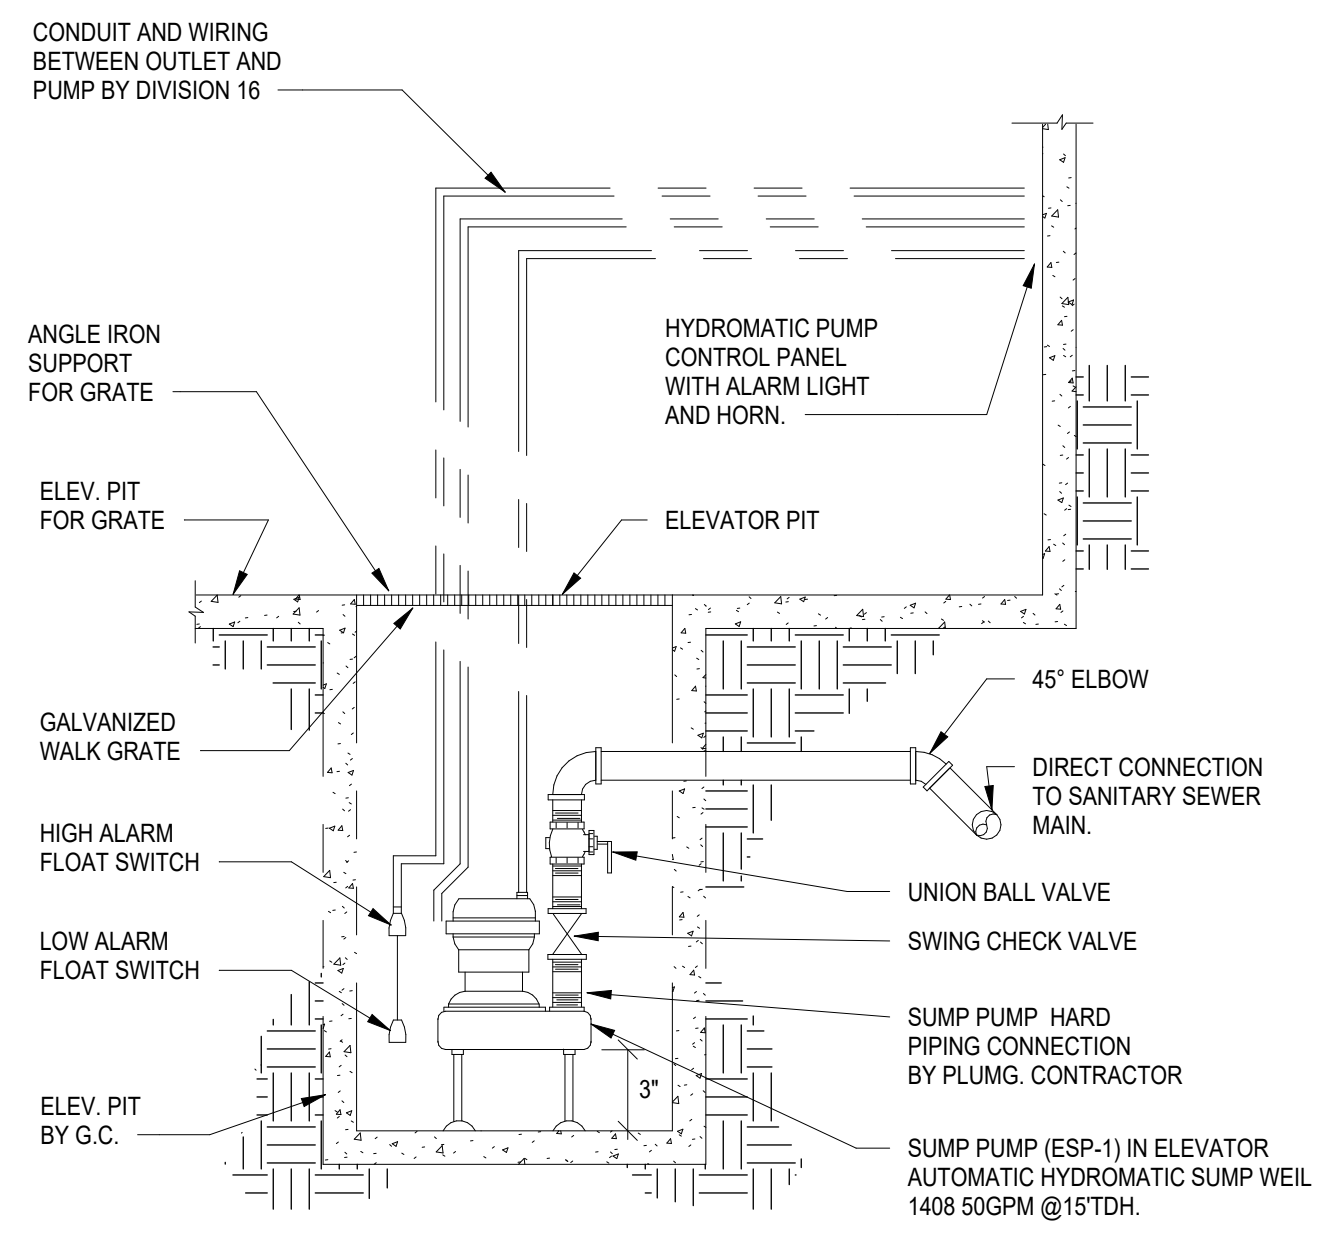 CONDUIT AND WIRING
BETWEEN OUTLET AND
PUMP BY DIVISION 16
ANGLE IRON
SUPPORT
FOR GRATE
HYDROMATIC PUMP
CONTROL PANEL
WITH ALARM LIGHT
AND HORN.
ELEV. PIT
FOR GRATE
ELEVATOR PIT
GALVANIZED
WALK GRATE
45° ELBOW
DIRECT CONNECTION
TO SANITARY SEWER
MAIN.
HIGH ALARM
FLOAT SWITCH
UNION BALL VALVE
LOW ALARM
FLOAT SWITCH
SWING CHECK VALVE
SUMP PUMP HARD
PIPING CONNECTION
BY PLUMG. CONTRACTOR
3"
ELEV. PIT
BY G.C.
SUMP PUMP (ESP-1) IN ELEVATOR
AUTOMATIC HYDROMATIC SUMP WEIL
1408 50GPM @15'TDH.